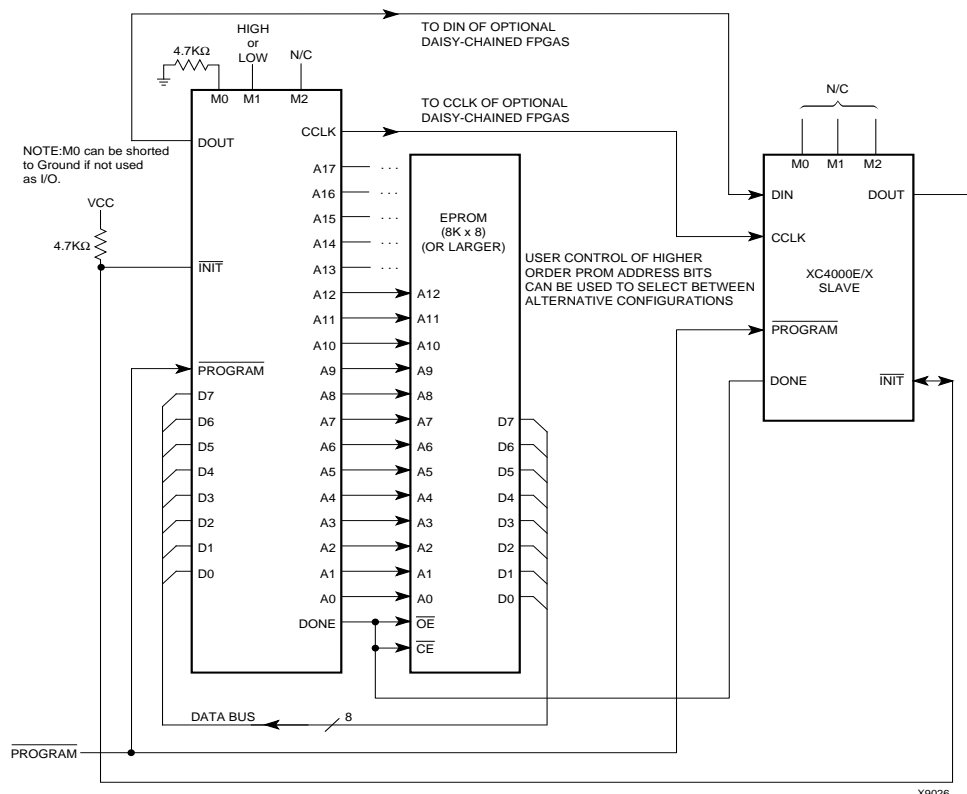 TO DIN OF OPTIONAL
DAISY-CHAINED FPGAS
HIGH
or
LOW
4.7KΩ
N/C
M0
M1
M2
TO CCLK OF OPTIONAL
DAISY-CHAINED FPGAS
N/C
M0
M1
M2
DOUT
CCLK
NOTE:M0 can be shorted
to Ground if not used
as I/O.
VCC
4.7KΩ
INIT
PROGRAM
D7
D6
D5
D4
D3
D2
D1
D0
A17
...
A16
...
A15
...
A14
...
A13
...
A12
A11
A10
A9
A8
A7
A6
A5
A4
A3
A2
A1
A0
DONE
EPROM
(8K x 8)
(OR LARGER)
A12
A11
A10
A9
A8
A7
A6
A5
A4
A3
A2
A1
A0
OE
CE
D7
D6
D5
D4
D3
D2
D1
D0
USER CONTROL OF HIGHER
ORDER PROM ADDRESS BITS
CAN BE USED TO SELECT BETWEEN
ALTERNATIVE CONFIGURATIONS
DIN
DOUT
CCLK
XC4000E/X
SLAVE
PROGRAM
DONE
INIT
DATA BUS
8
PROGRAM
X9026